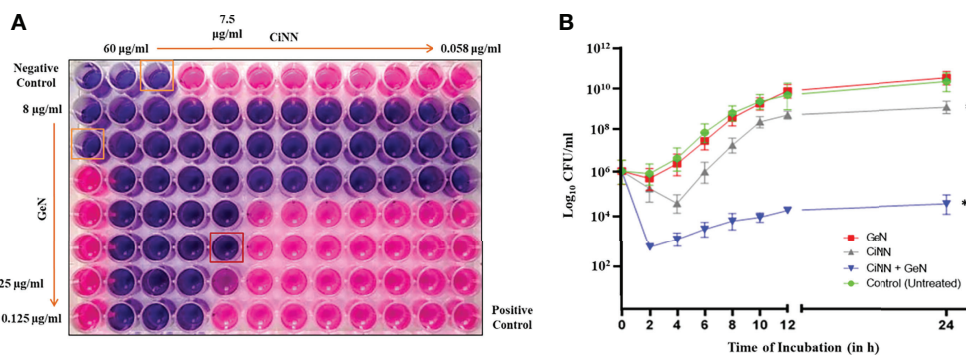 A
7.5
µg/ml
60 µg/ml
CiNN
0.058 µg/ml
Negative
Control
8 µg/ml
GeN
25 µg/ml
0.125 µg/ml
Positive
Control
B
10¹²
10¹⁰
10⁸
10⁶
10⁴
10²
Log₁₀ CFU/ml
*
GeN
CiNN
CiNN + GeN
Control (Untreated)
0 2 4 6 8 10 12 24
Time of Incubation (in h)